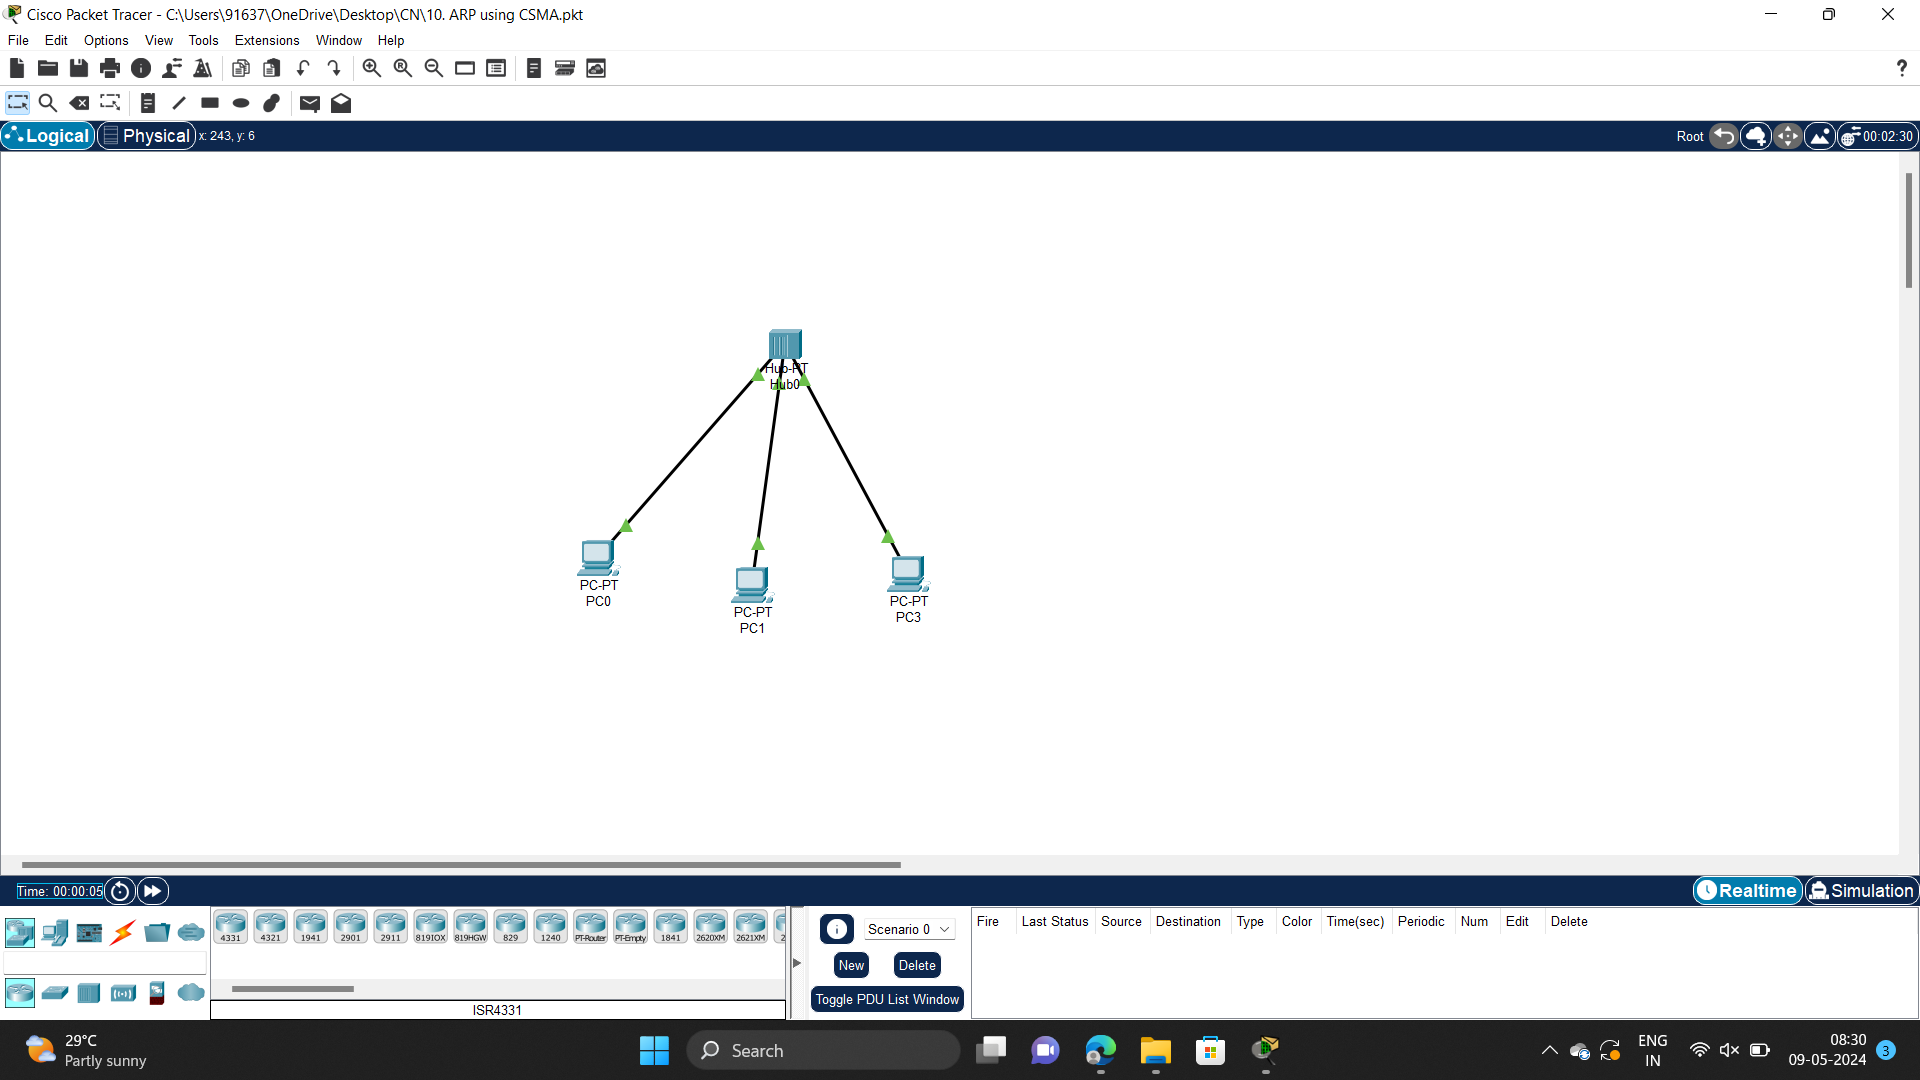 Cisco Packet Tracer - C:\Users\91637\OneDrive\Desktop\CN\10. ARP using CSMA.pkt
File Edit Options View Tools Extensions Window Help
?
Logical Physical x: 243, y: 6 Root 00:02:30
Hub-PT
Hub0
PC-PT
PC0
PC-PT
PC1
PC-PT
PC3
Time: 00:00:05 Realtime Simulation
4331 4321 1941 2901 2911 819IOX 819HGW 829 1240 PT-Router PT-Empty 1841 2620XM 2621XM 2
ISR4331
Scenario 0
New Delete
Toggle PDU List Window
Fire Last Status Source Destination Type Color Time(sec) Periodic Num Edit Delete
29°C
Partly sunny
Search
ENG
IN
08:30
09-05-2024
3